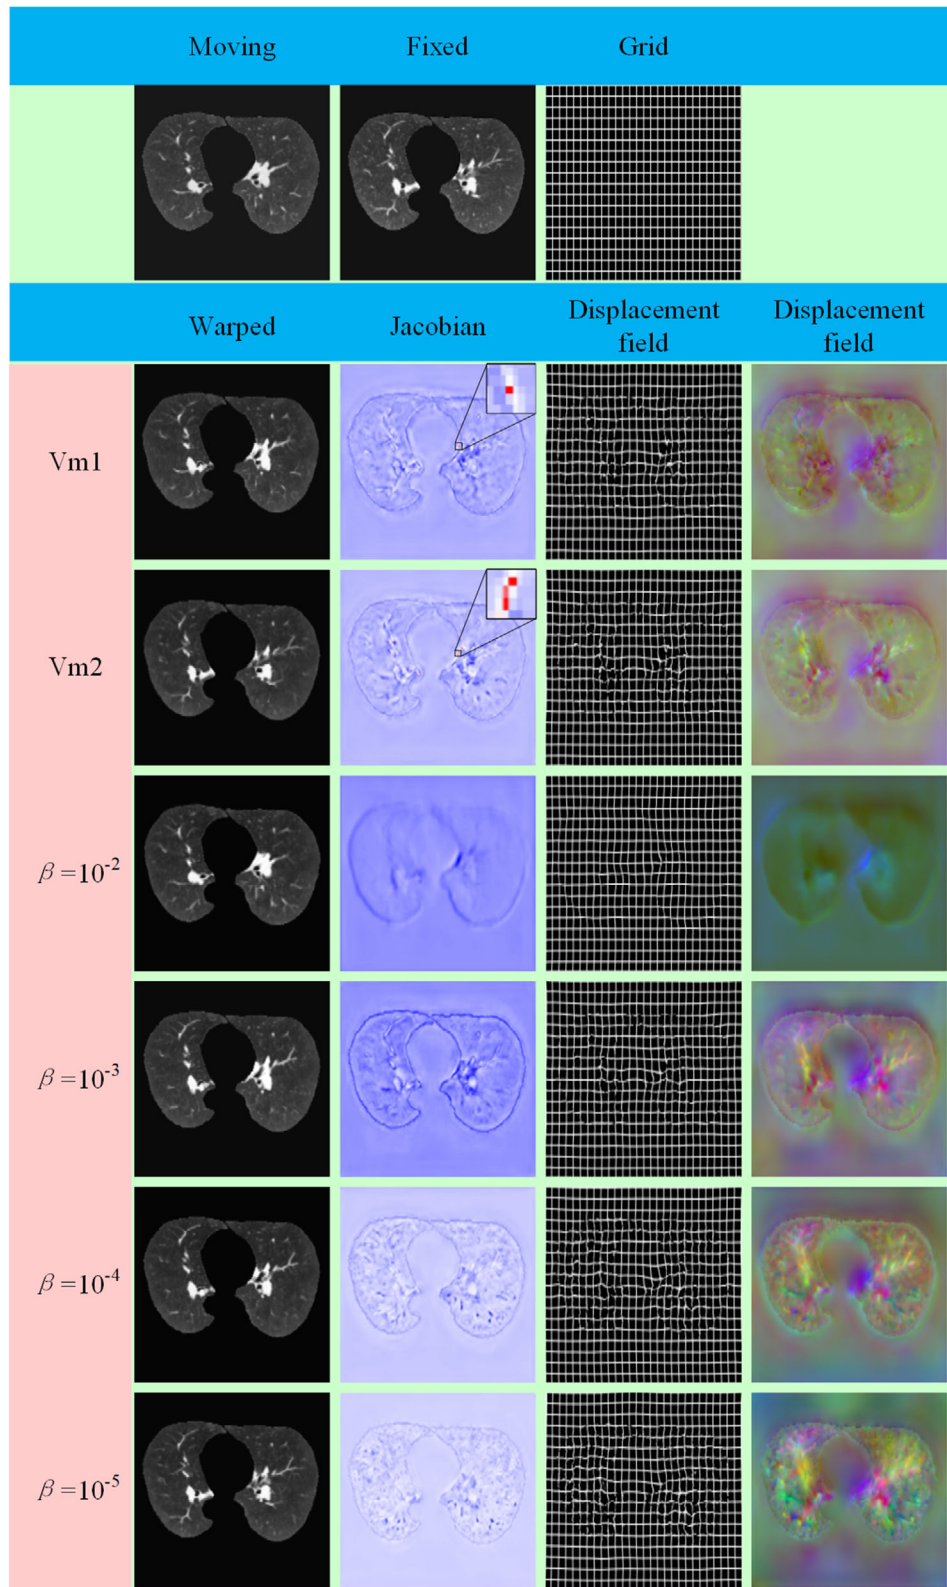 Moving Fixed Grid
Warped Jacobian Displacement field Displacement field
Vm1
Vm2
β=10⁻²
β=10⁻³
β=10⁻⁴
β=10⁻⁵